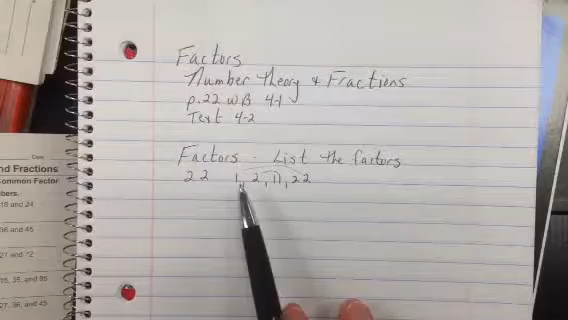 Factors
Number Theory & Fractions
p.22 WB 4-1
Text 4-2
Factors - List the factors
22 1, 2, 11, 22
Date
nd Fractions
ommon Factor
bers.
18 and 24
36 and 45
27 and 72
15, 35, and 95
27, 36, and 45